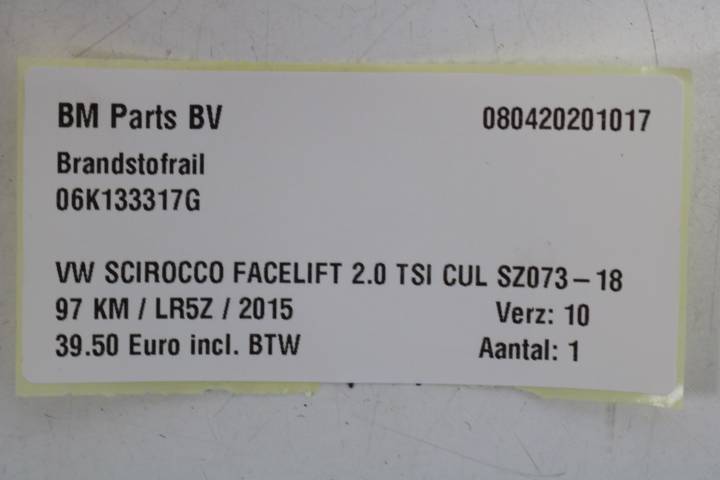 BM Parts BV 080420201017
Brandstofrail
06K133317G
VW SCIROCCO FACELIFT 2.0 TSI CUL SZ073-18
97 KM / LR5Z / 2015 Verz: 10
39.50 Euro incl. BTW Aantal: 1